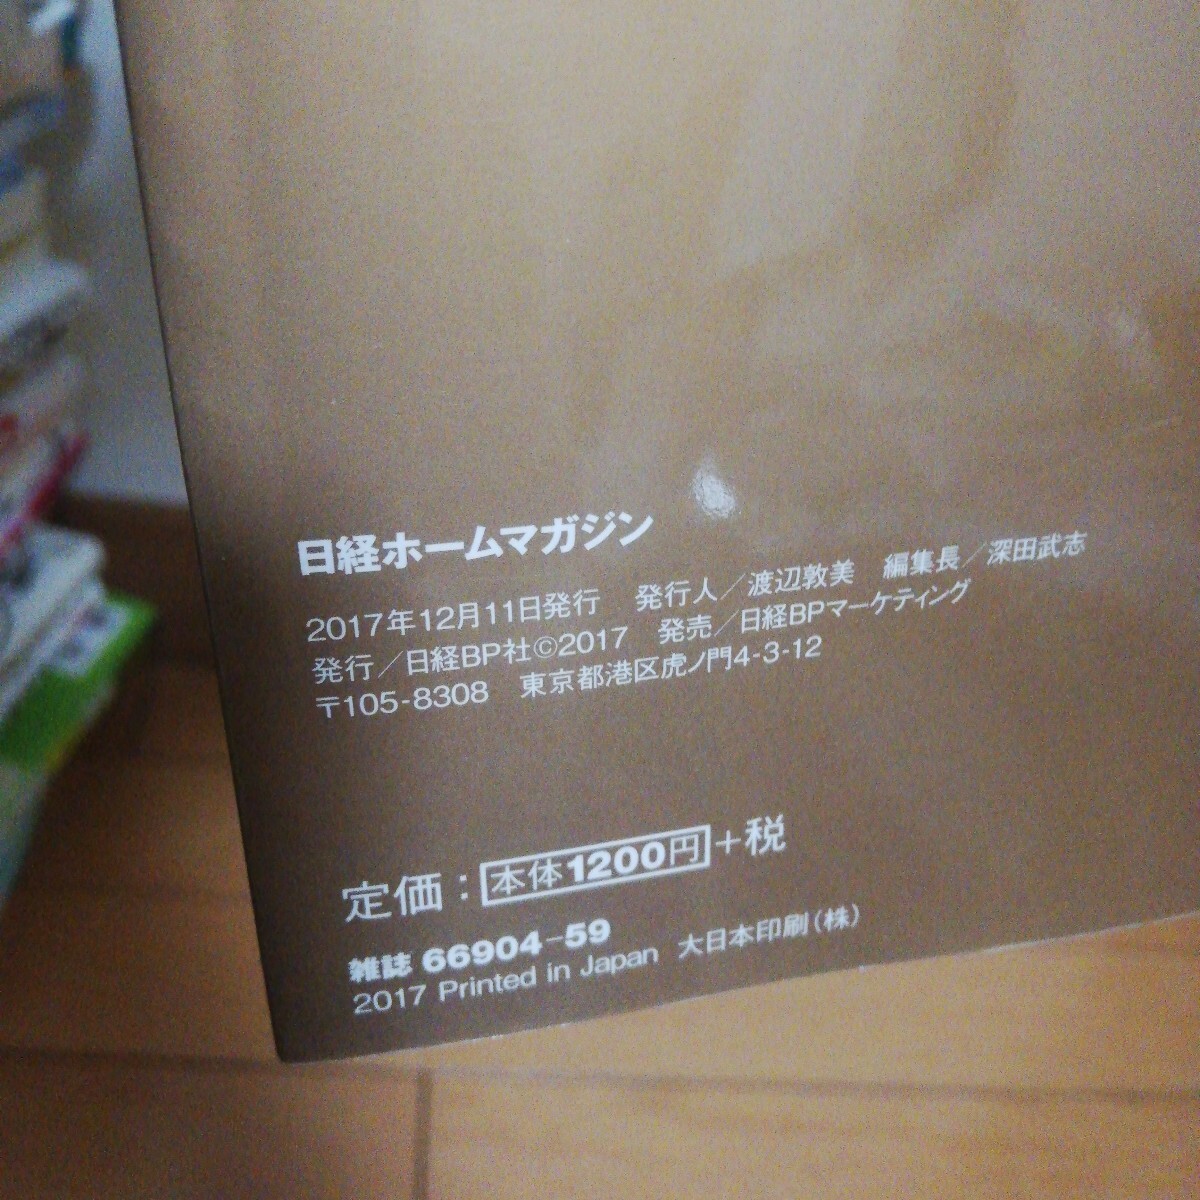 日経ホームマガジン
2017年12月11日発行　発行人／渡辺敦美　編集長／深田武志
発行／日経BP社©2017　発売／日経BPマーケティング
〒105-8308　東京都港区虎ノ門4-3-12
定価：本体1200円+税
雑誌 66904-59
2017 Printed in Japan　大日本印刷(株)